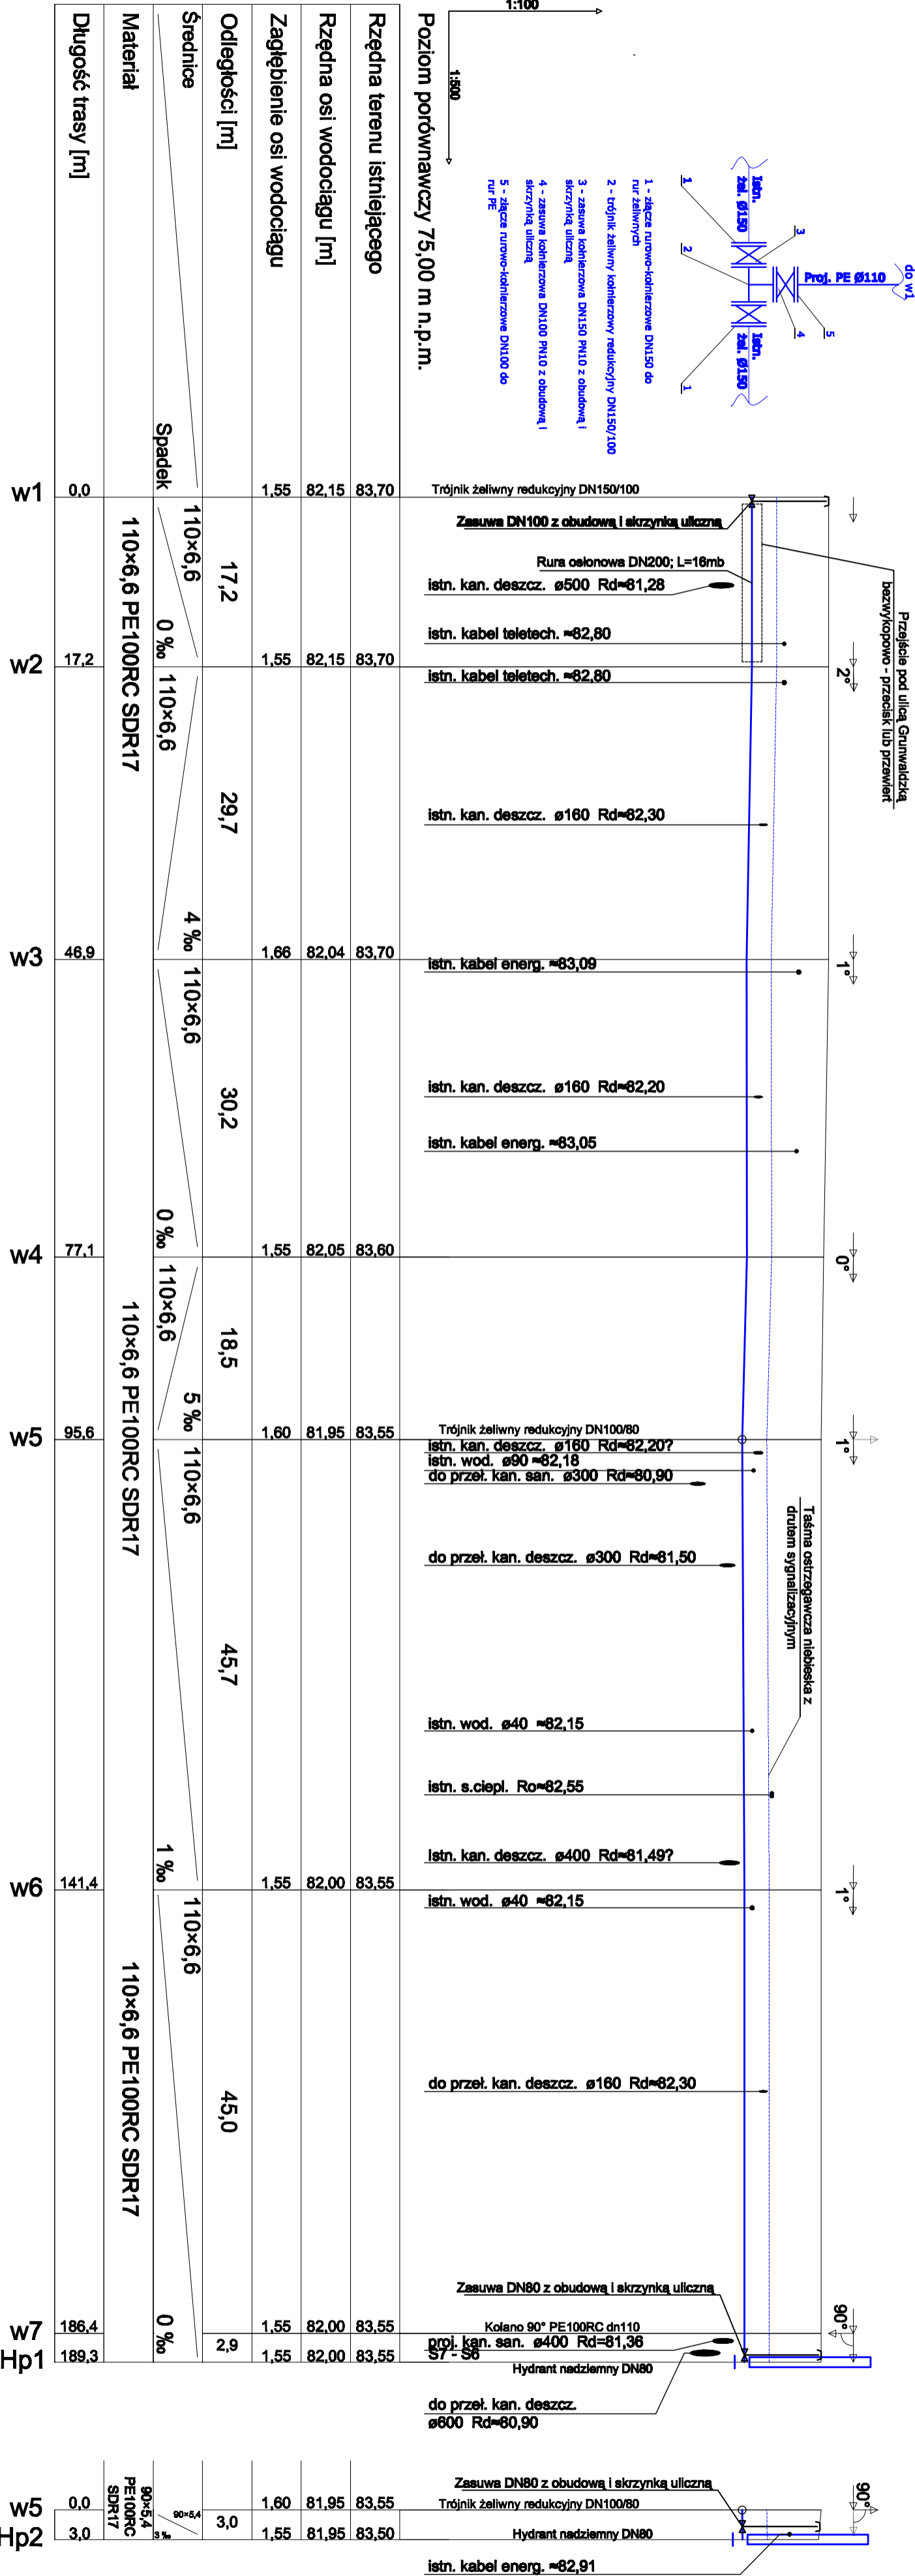 1:100
1:500
do w1
Proj. PE Ø110
Istn.
żel. Ø150
Istn.
żel. Ø150
1
2
3
4
5
1
1 - złącze rurowo-kołnierzowe DN150 do
rur żeliwnych
2 - trójnik żeliwny kołnierzowy redukcyjny DN150/100
3 - zasuwa kołnierzowa DN150 PN10 z obudową i
skrzynką uliczną
4 - zasuwa kołnierzowa DN100 PN10 z obudową i
skrzynką uliczną
5 - złącze rurowo-kołnierzowe DN100 do
rur PE
Przejście pod ulicą Grunwaldzką
bezwykopowo - przecisk lub przewiert
2°
1°
0°
1°
1°
90°
90°
Taśma ostrzegawcza niebieska z
drutem sygnalizacyjnym
Trójnik żeliwny redukcyjny DN150/100
Zasuwa DN100 z obudową i skrzynką uliczną
Rura osłonowa DN200; L=16mb
istn. kan. deszcz. ø500 Rd≈81,28
istn. kabel teletech. ≈82,80
istn. kabel teletech. ≈82,80
istn. kan. deszcz. ø160 Rd≈82,30
istn. kabel energ. ≈83,09
istn. kan. deszcz. ø160 Rd≈82,20
istn. kabel energ. ≈83,05
Trójnik żeliwny redukcyjny DN100/80
istn. kan. deszcz. ø160 Rd≈82,20?
istn. wod. ø90 ≈82,18
do przeł. kan. san. ø300 Rd≈80,90
do przeł. kan. deszcz. ø300 Rd≈81,50
istn. wod. ø40 ≈82,15
istn. s.ciepl. Ro≈82,55
Istn. kan. deszcz. ø400 Rd≈81,49?
istn. wod. ø40 ≈82,15
do przeł. kan. deszcz. ø160 Rd≈82,30
Zasuwa DN80 z obudową i skrzynką uliczną
Kolano 90° PE100RC dn110
proj. kan. san. ø400 Rd=81,36
S7 - S6
Hydrant nadziemny DN80
do przeł. kan. deszcz.
ø600 Rd≈80,90
Zasuwa DN80 z obudową i skrzynką uliczną
Trójnik żeliwny redukcyjny DN100/80
Hydrant nadziemny DN80
istn. kabel energ. ≈82,91
Poziom porównawczy 75,00 m n.p.m.
Rzędna terenu istniejącego
83,70 83,70 83,70 83,60 83,55 83,55 83,55 83,55 83,55 83,50
Rzędna osi wodociągu [m]
82,15 82,15 82,04 82,05 81,95 82,00 82,00 82,00 81,95 81,95
Zagłębienie osi wodociągu
1,55 1,55 1,66 1,55 1,60 1,55 1,55 1,55 1,60 1,55
Odległości [m]
17,2 29,7 30,2 18,5 45,7 45,0 2,9 3,0
Średnice
Spadek
110×6,6 0 ‰
110×6,6 4 ‰
110×6,6 0 ‰
110×6,6 5 ‰
110×6,6 1 ‰
110×6,6 0 ‰
90×5,4 3 ‰
Materiał
110×6,6 PE100RC SDR17
110×6,6 PE100RC SDR17
110×6,6 PE100RC SDR17
90×5,4
PE100RC
SDR17
Długość trasy [m]
0,0 17,2 46,9 77,1 95,6 141,4 186,4 189,3 0,0 3,0
w1 w2 w3 w4 w5 w6 w7 Hp1 w5 Hp2